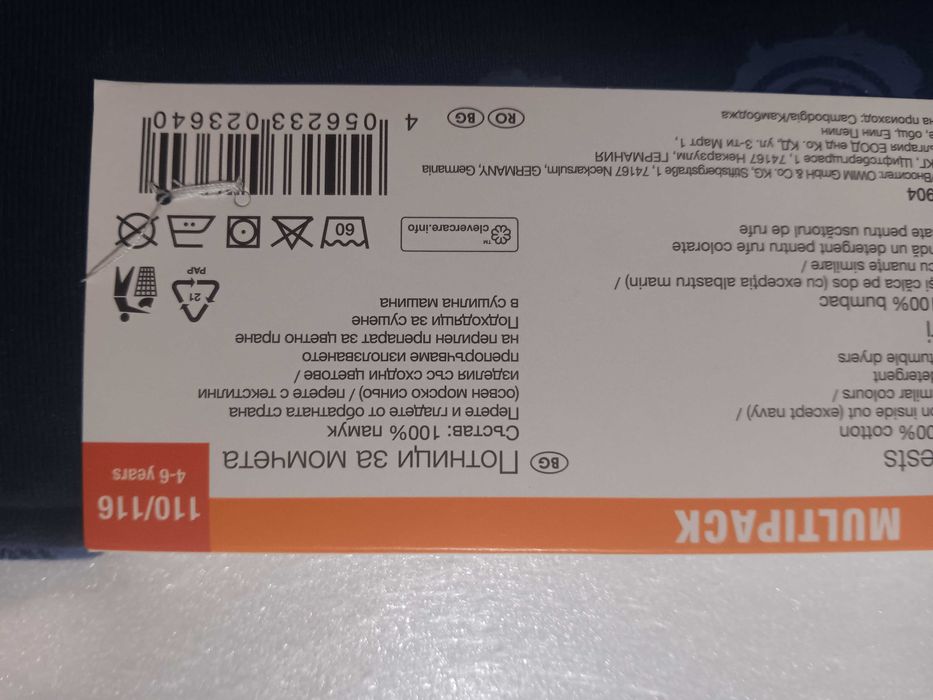 MULTIPACK
110/116
4-6 years
ests
00% cotton
on inside out (except navy) /
milar colours /
detergent
tumble dryers
i
100% bumbac
și călca pe dos (cu excepția albastru marin) /
cu nuanțe similare /
ndă un detergent pentru rufe colorate
ate pentru uscătorul de rufe
904
BG ПОТНИЦИ ЗА МОМЧЕТА
Състав: 100% памук
Перете и гладете от обратната страна
(освен морско синьо) / перете с текстилни
изделия със сходни цветове /
препоръчваме използването
на перилен препарат за цветно пране
Подходящи за сушене
в сушилна машина
21
PAP
clevercare.info™
60
/Вносител: OWIM GmbH & Co. KG, Stiftsbergstraße 1, 74167 Neckarsulm, GERMANY, Germania
КГ, Щифтсбергщрасе 1, 74167 Некарзулм, ГЕРМАНИЯ
ългария ЕООД енд Ко. КД, ул. 3-ти Март 1,
е, общ. Елин Пелин
на произход: Cambodgia/Камбоджа
RO BG
4 056233 023640